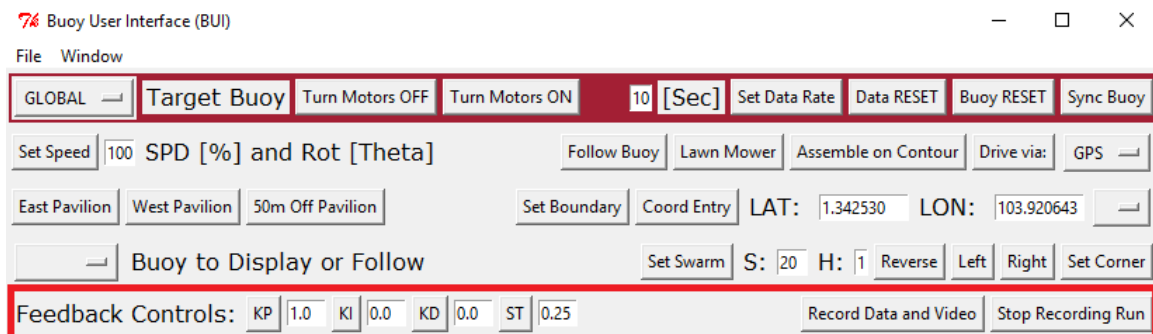 Buoy User Interface (BUI)
File Window
GLOBAL Target Buoy Turn Motors OFF Turn Motors ON 10 [Sec] Set Data Rate Data RESET Buoy RESET Sync Buoy
Set Speed 100 SPD [%] and Rot [Theta] Follow Buoy Lawn Mower Assemble on Contour Drive via: GPS
East Pavilion West Pavilion 50m Off Pavilion Set Boundary Coord Entry LAT: 1.342530 LON: 103.920643
Buoy to Display or Follow Set Swarm S: 20 H: 1 Reverse Left Right Set Corner
Feedback Controls: KP 1.0 KI 0.0 KD 0.0 ST 0.25 Record Data and Video Stop Recording Run